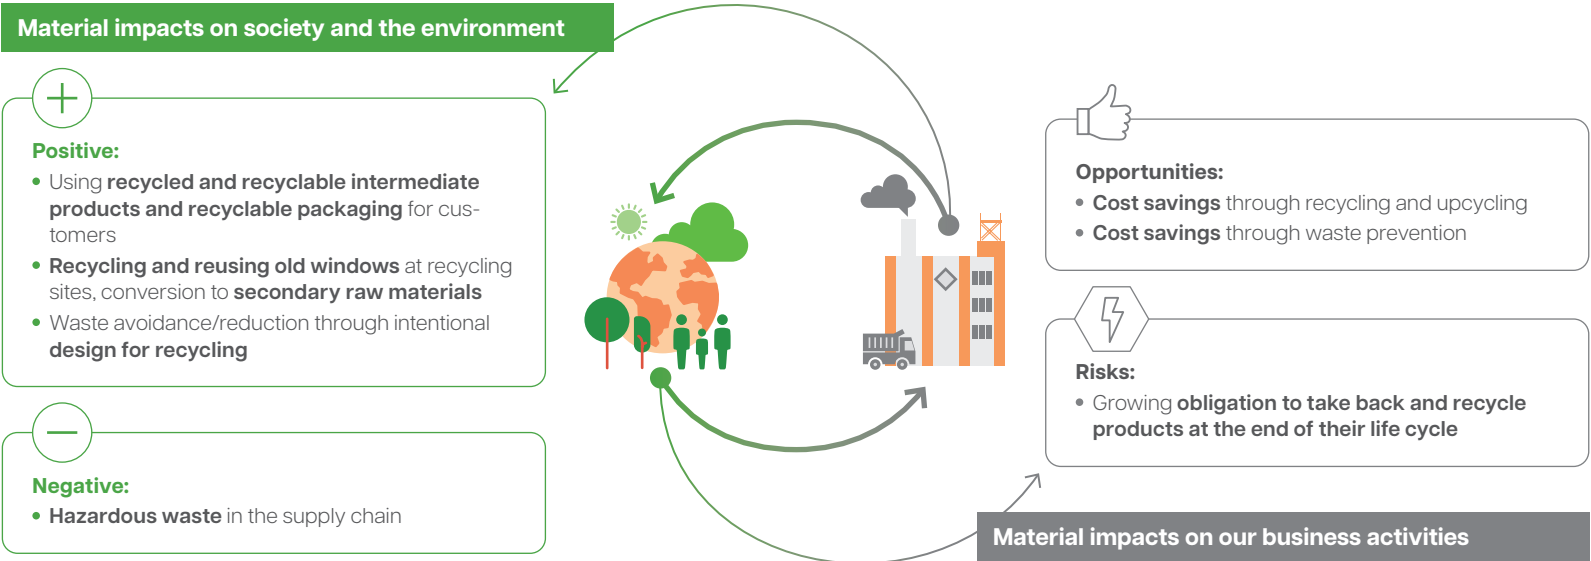 Material impacts on society and the environment
Positive:
• Using recycled and recyclable intermediate
products and recyclable packaging for cus-
tomers
• Recycling and reusing old windows at recycling
sites, conversion to secondary raw materials
• Waste avoidance/reduction through intentional
design for recycling
Negative:
• Hazardous waste in the supply chain
Opportunities:
• Cost savings through recycling and upcycling
• Cost savings through waste prevention
Risks:
• Growing obligation to take back and recycle
products at the end of their life cycle
Material impacts on our business activities